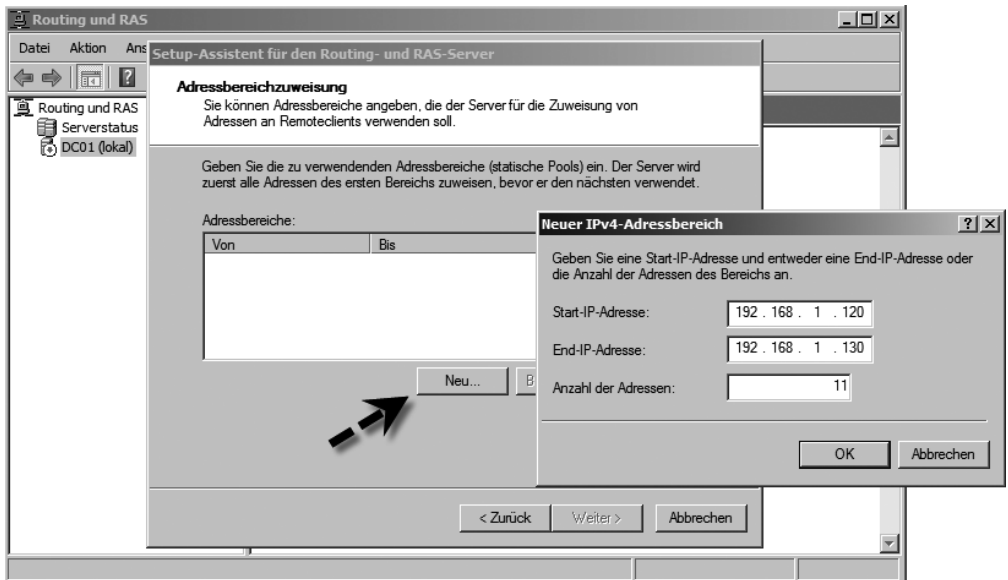 Routing und RAS
Datei Aktion Ans
Setup-Assistent für den Routing- und RAS-Server
Routing und RAS
Serverstatus
DC01 (lokal)
Adressbereichzuweisung
Sie können Adressbereiche angeben, die der Server für die Zuweisung von
Adressen an Remoteclients verwenden soll.
Geben Sie die zu verwendenden Adressbereiche (statische Pools) ein. Der Server wird
zuerst alle Adressen des ersten Bereichs zuweisen, bevor er den nächsten verwendet.
Adressbereiche:
Von Bis
Neu... B
< Zurück Weiter > Abbrechen
Neuer IPv4-Adressbereich
Geben Sie eine Start-IP-Adresse und entweder eine End-IP-Adresse oder
die Anzahl der Adressen des Bereichs an.
Start-IP-Adresse: 192 . 168 . 1 . 120
End-IP-Adresse: 192 . 168 . 1 . 130
Anzahl der Adressen: 11
OK Abbrechen